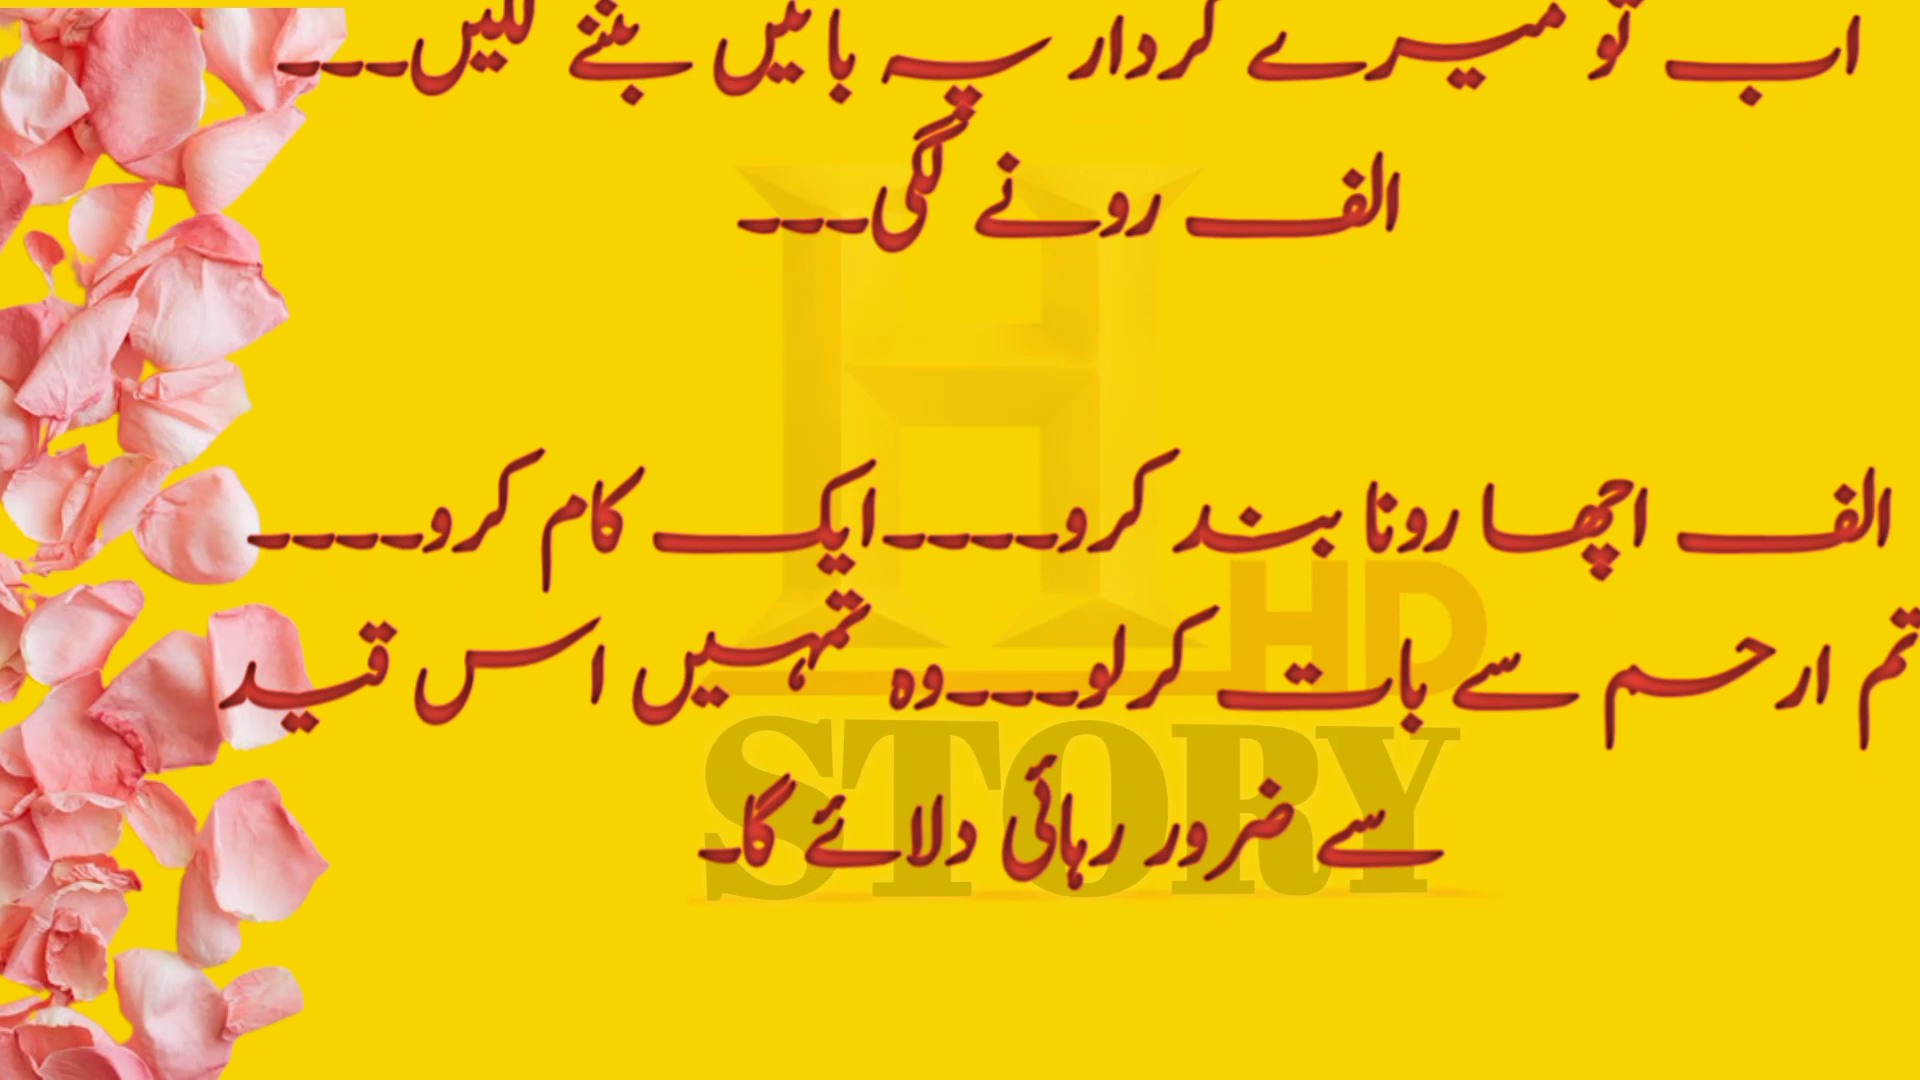 اب تو میرے کردار پہ باتیں بننے لگیں۔۔۔
الف رونے لگی۔۔۔
الف اچھا رونا بند کرو۔۔۔۔ایک کام کرو۔۔۔۔
تم ارحم سے بات کرلو۔۔۔وہ تمہیں اس قید
سے ضرور رہائی دلائے گا۔
H
HD
STORY